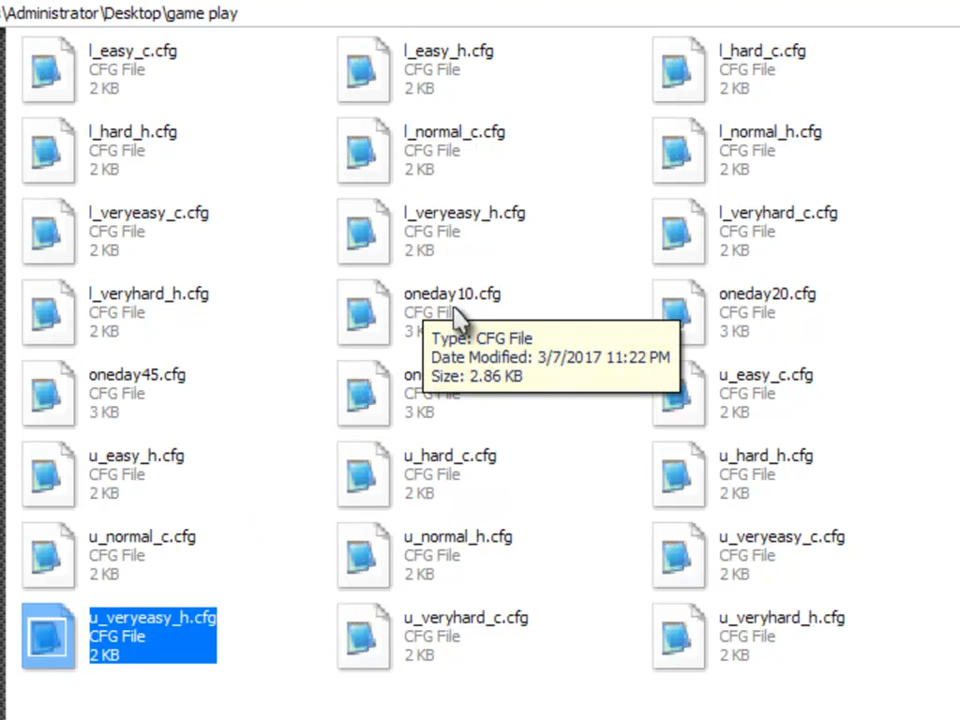 \Administrator\Desktop\game play
l_easy_c.cfg
CFG File
2 KB
l_easy_h.cfg
CFG File
2 KB
l_hard_c.cfg
CFG File
2 KB
l_hard_h.cfg
CFG File
2 KB
l_normal_c.cfg
CFG File
2 KB
l_normal_h.cfg
CFG File
2 KB
l_veryeasy_c.cfg
CFG File
2 KB
l_veryeasy_h.cfg
CFG File
2 KB
l_veryhard_c.cfg
CFG File
2 KB
l_veryhard_h.cfg
CFG File
2 KB
oneday10.cfg
CFG
3
oneday20.cfg
CFG File
3 KB
Type: CFG File
Date Modified: 3/7/2017 11:22 PM
Size: 2.86 KB
oneday45.cfg
CFG File
3 KB
on
CFG File
3 KB
u_easy_c.cfg
CFG File
2 KB
u_easy_h.cfg
CFG File
2 KB
u_hard_c.cfg
CFG File
2 KB
u_hard_h.cfg
CFG File
2 KB
u_normal_c.cfg
CFG File
2 KB
u_normal_h.cfg
CFG File
2 KB
u_veryeasy_c.cfg
CFG File
2 KB
u_veryeasy_h.cfg
CFG File
2 KB
u_veryhard_c.cfg
CFG File
2 KB
u_veryhard_h.cfg
CFG File
2 KB